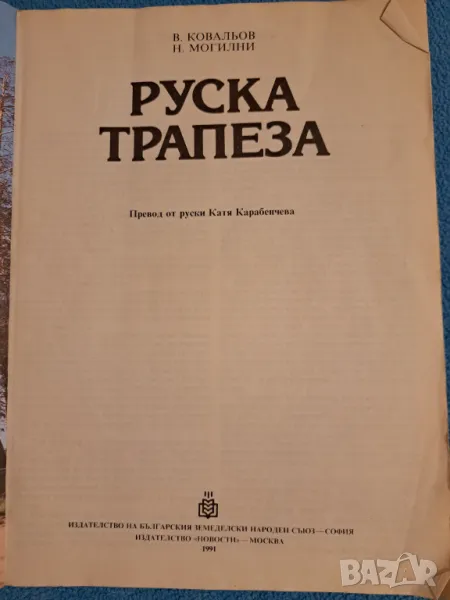 В. КОВАЛЬОВ
Н. МОГИЛНИ
РУСКА
ТРАПЕЗА
Превод от руски Катя Карабенчева
ИЗДАТЕЛСТВО НА БЪЛГАРСКИЯ ЗЕМЕДЕЛСКИ НАРОДЕН СЪЮЗ—СОФИЯ
ИЗДАТЕЛСТВО «НОВОСТИ»—МОСКВА
1991
BAZAR